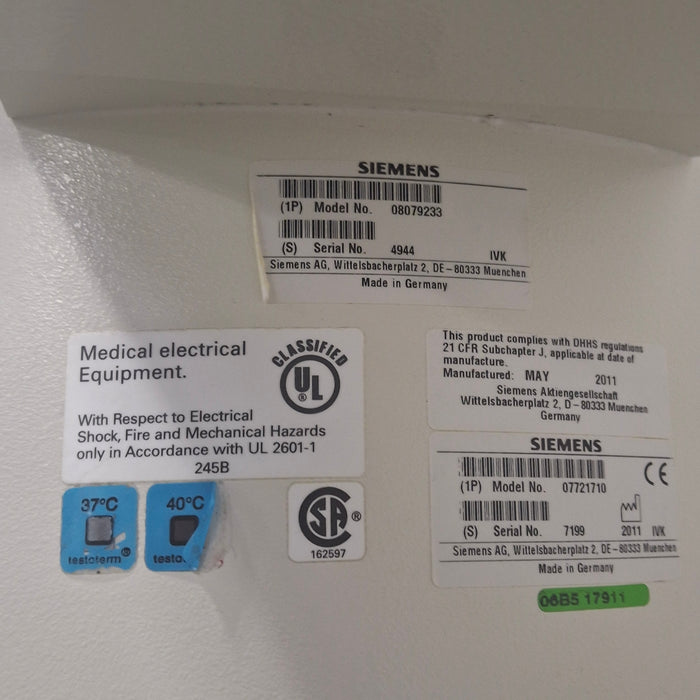 SIEMENS
(1P) Model No. 08079233
(S) Serial No. 4944 IVK
Siemens AG, Wittelsbacherplatz 2, DE – 80333 Muenchen
Made in Germany
Medical electrical
Equipment.
CLASSIFIED
UL
®
With Respect to Electrical
Shock, Fire and Mechanical Hazards
only in Accordance with UL 2601-1
245B
This product complies with DHHS regulations
21 CFR Subchapter J, applicable at date of
manufacture.
Manufactured: MAY 2011
Siemens Aktiengesellschaft
Wittelsbacherplatz 2, D – 80333 Muenchen
Germany
SIEMENS
(1P) Model No. 07721710
CE
(S) Serial No. 7199 2011 IVK
Siemens AG, Wittelsbacherplatz 2, DE – 80333 Muenchen
Made in Germany
06B5 17911
37°C
testoterm®
40°C
testo
SA ®
162597